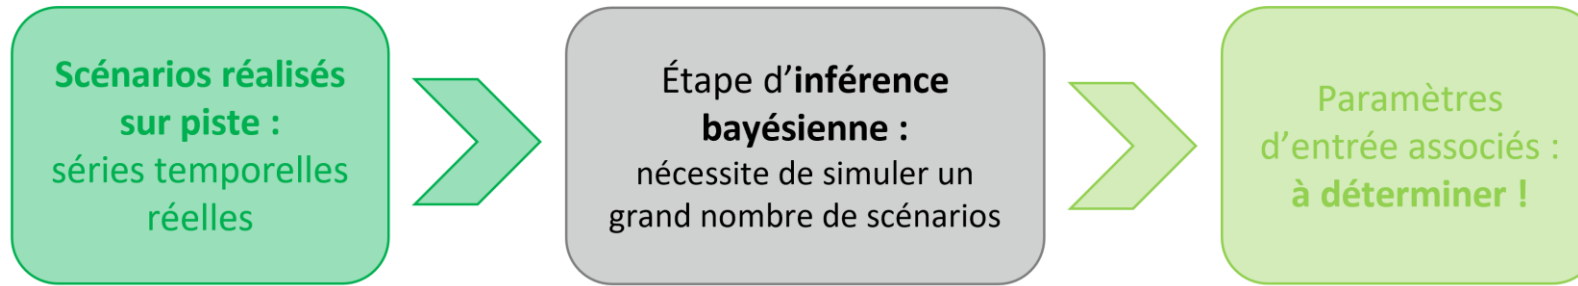 Scénarios réalisés
sur piste :
séries temporelles
réelles
Étape d’inférence
bayésienne :
nécessite de simuler un
grand nombre de scénarios
Paramètres
d’entrée associés :
à déterminer !